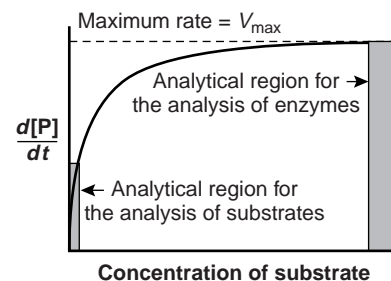 Maximum rate = Vmax
Analytical region for
the analysis of enzymes
d[P]
dt
Analytical region for
the analysis of substrates
Concentration of substrate